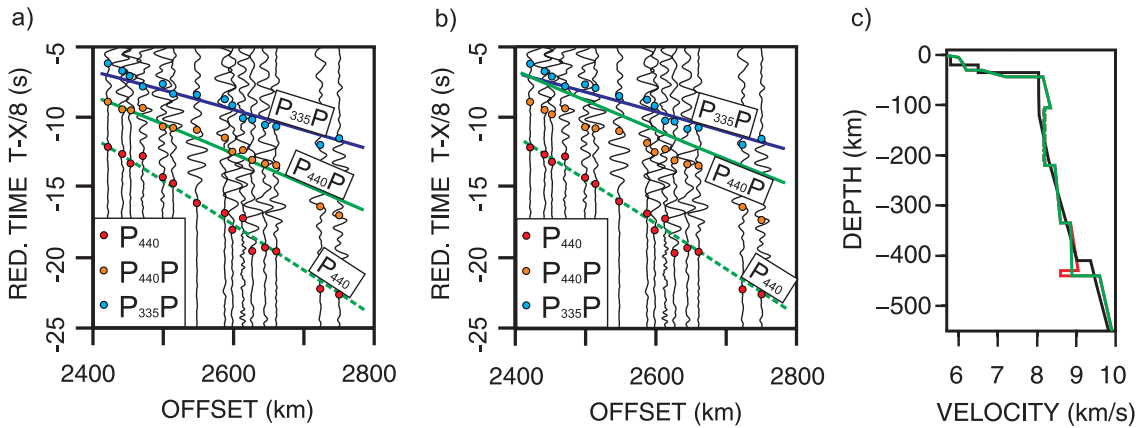 a)
RED. TIME T-X/8 (s)
-5
-10
-15
-20
-25
P335P
P440P
P440
P440
P440P
P335P
2400
2600
2800
OFFSET (km)
b)
RED. TIME T-X/8 (s)
-5
-10
-15
-20
-25
P335P
P440P
P440
P440
P440P
P335P
2400
2600
2800
OFFSET (km)
c)
DEPTH (km)
0
−100
−200
−300
−400
−500
6
7
8
9
10
VELOCITY (km/s)